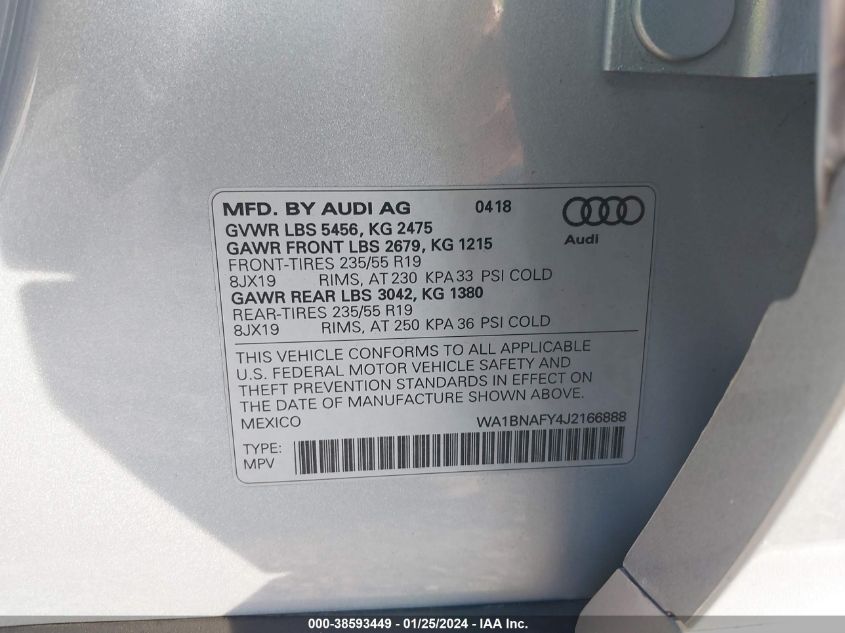 MFD. BY AUDI AG 0418
GVWR LBS 5456, KG 2475
GAWR FRONT LBS 2679, KG 1215
FRONT-TIRES 235/55 R19
8JX19 RIMS, AT 230 KPA 33 PSI COLD
GAWR REAR LBS 3042, KG 1380
REAR-TIRES 235/55 R19
8JX19 RIMS, AT 250 KPA 36 PSI COLD
Audi
THIS VEHICLE CONFORMS TO ALL APPLICABLE
U.S. FEDERAL MOTOR VEHICLE SAFETY AND
THEFT PREVENTION STANDARDS IN EFFECT ON
THE DATE OF MANUFACTURE SHOWN ABOVE.
MEXICO WA1BNAFY4J2166888
TYPE:
MPV
000-38593449 - 01/25/2024 - IAA Inc.